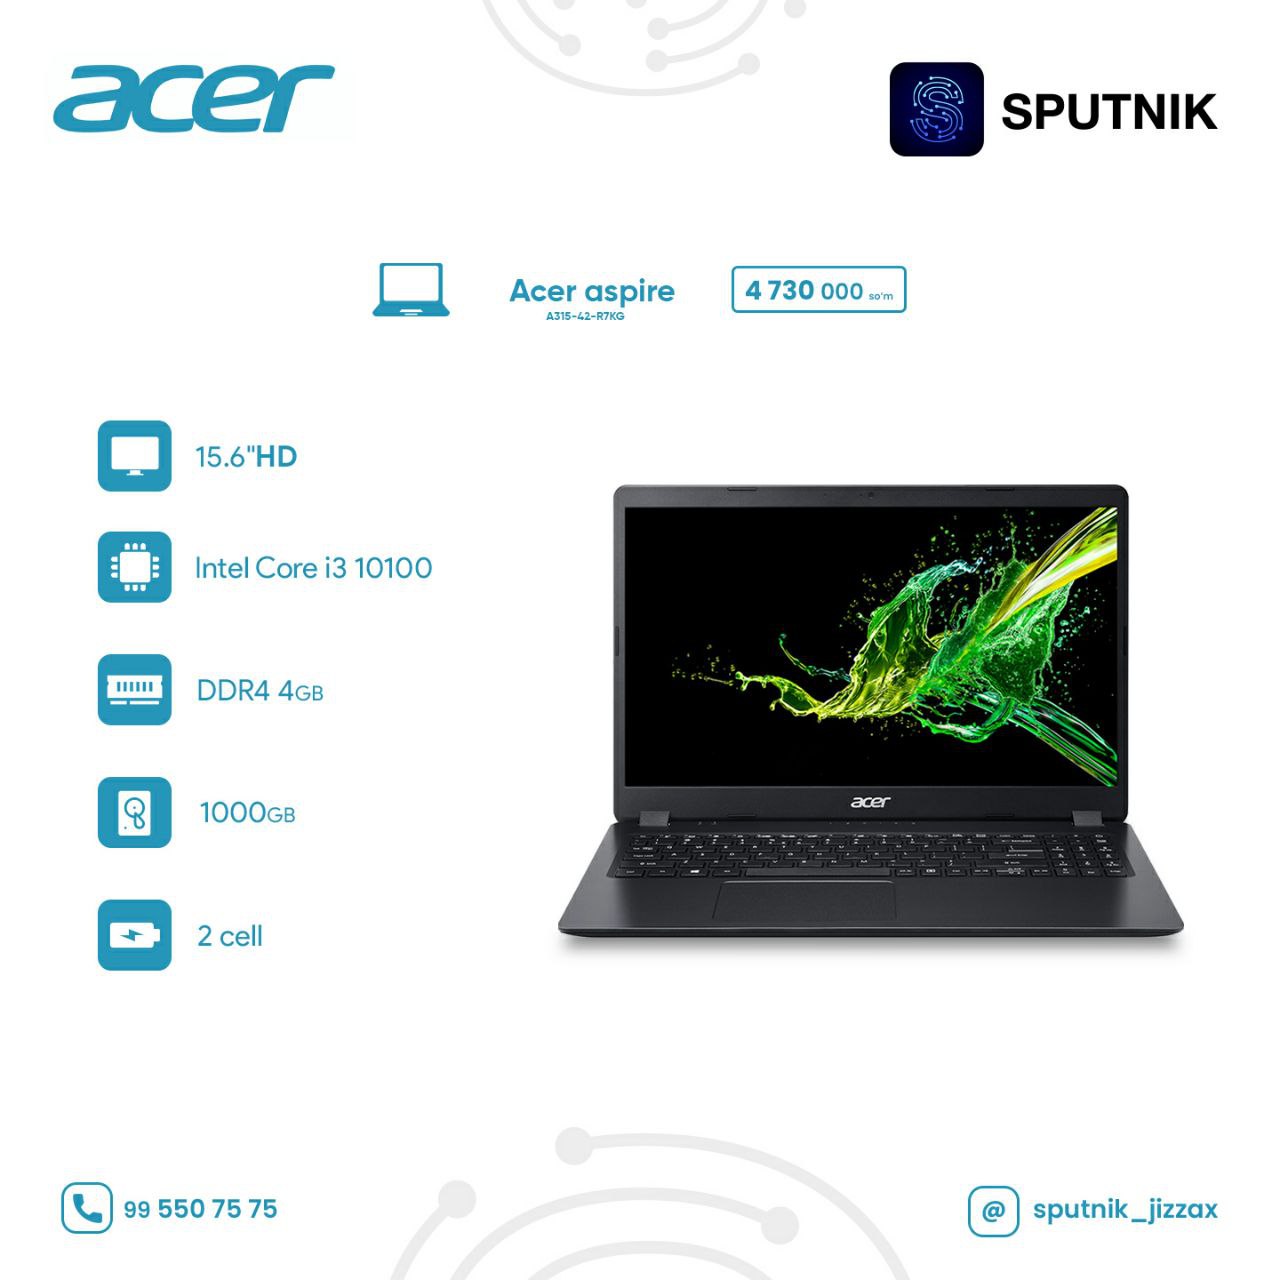 acer
SPUTNIK
Acer aspire
A315-42-R7KG
4 730 000 so'm
15.6"HD
Intel Core i3 10100
DDR4 4GB
1000GB
2 cell
acer
99 550 75 75
@ sputnik_jizzax